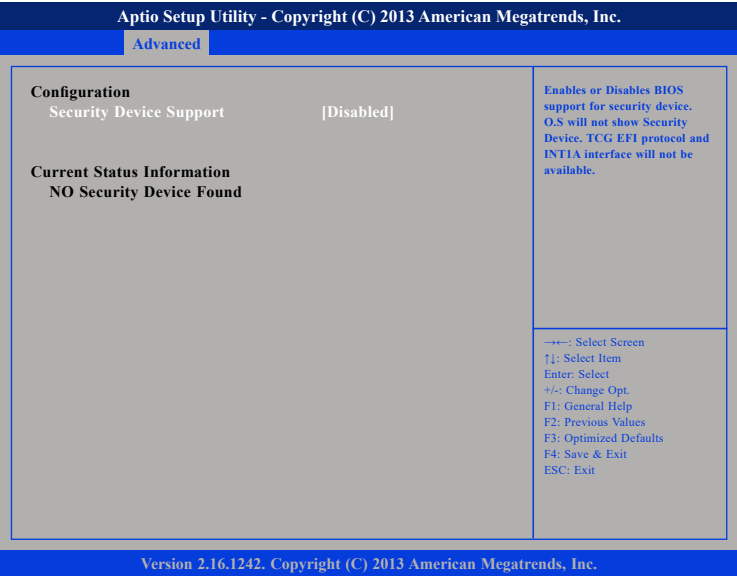 Aptio Setup Utility - Copyright (C) 2013 American Megatrends, Inc.
Advanced
Configuration
Security Device Support [Disabled]
Current Status Information
NO Security Device Found
Enables or Disables BIOS
support for security device.
O.S will not show Security
Device. TCG EFI protocol and
INT1A interface will not be
available.
→←: Select Screen
↑↓: Select Item
Enter: Select
+/-: Change Opt.
F1: General Help
F2: Previous Values
F3: Optimized Defaults
F4: Save & Exit
ESC: Exit
Version 2.16.1242. Copyright (C) 2013 American Megatrends, Inc.